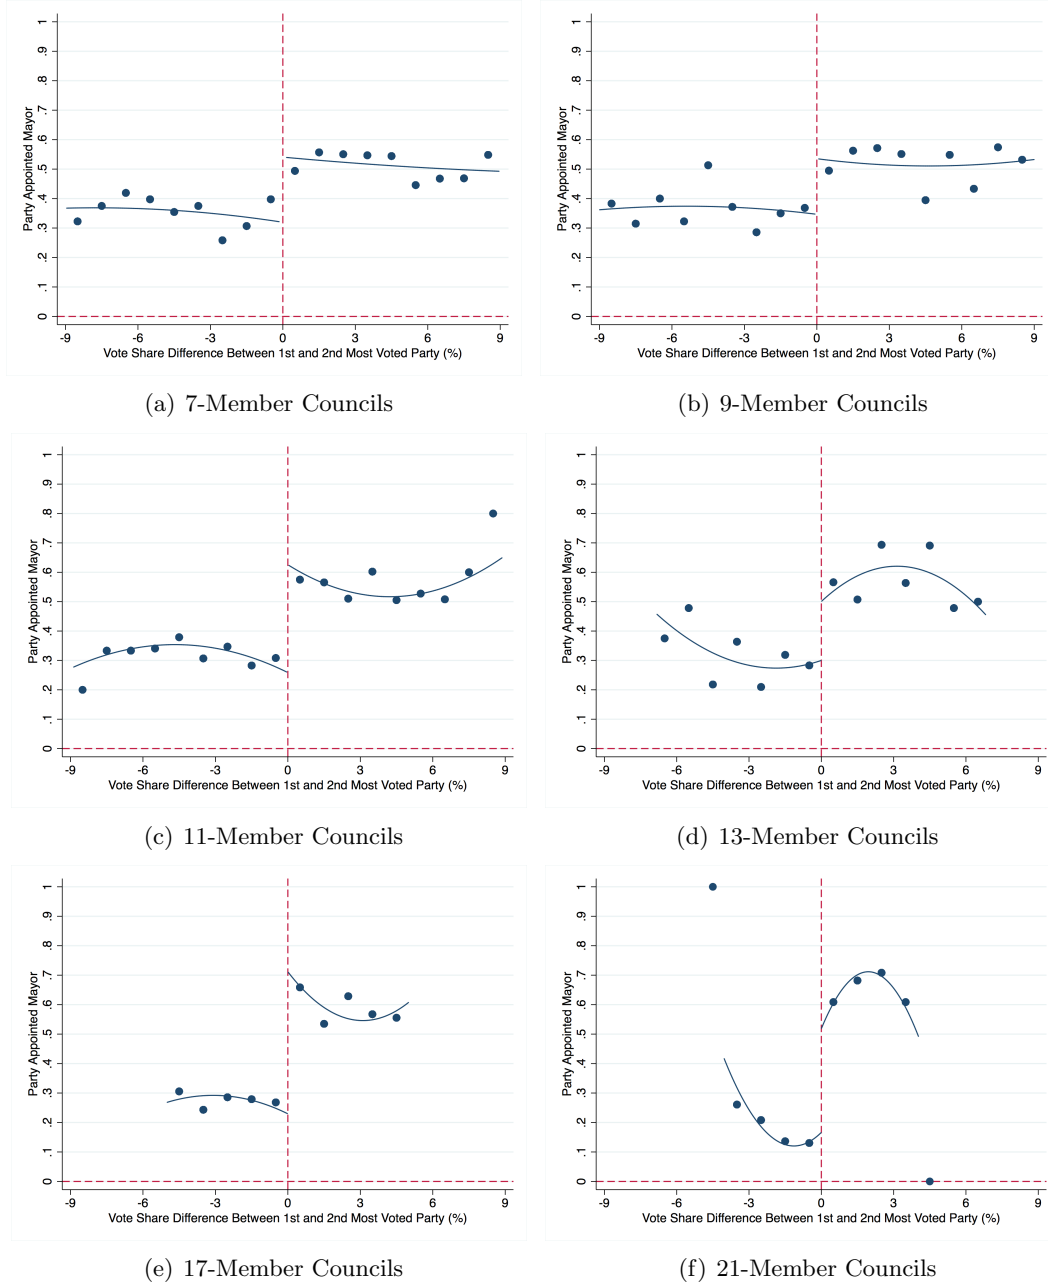 Party Appointed Mayor
1
.9
.8
.7
.6
.5
.4
.3
.2
.1
0
-9 -6 -3 0 3 6 9
Vote Share Difference Between 1st and 2nd Most Voted Party (%)
(a) 7-Member Councils
Party Appointed Mayor
1
.9
.8
.7
.6
.5
.4
.3
.2
.1
0
-9 -6 -3 0 3 6 9
Vote Share Difference Between 1st and 2nd Most Voted Party (%)
(b) 9-Member Councils
Party Appointed Mayor
1
.9
.8
.7
.6
.5
.4
.3
.2
.1
0
-9 -6 -3 0 3 6 9
Vote Share Difference Between 1st and 2nd Most Voted Party (%)
(c) 11-Member Councils
Party Appointed Mayor
1
.9
.8
.7
.6
.5
.4
.3
.2
.1
0
-9 -6 -3 0 3 6 9
Vote Share Difference Between 1st and 2nd Most Voted Party (%)
(d) 13-Member Councils
Party Appointed Mayor
1
.9
.8
.7
.6
.5
.4
.3
.2
.1
0
-9 -6 -3 0 3 6 9
Vote Share Difference Between 1st and 2nd Most Voted Party (%)
(e) 17-Member Councils
Party Appointed Mayor
1
.9
.8
.7
.6
.5
.4
.3
.2
.1
0
-9 -6 -3 0 3 6 9
Vote Share Difference Between 1st and 2nd Most Voted Party (%)
(f) 21-Member Councils